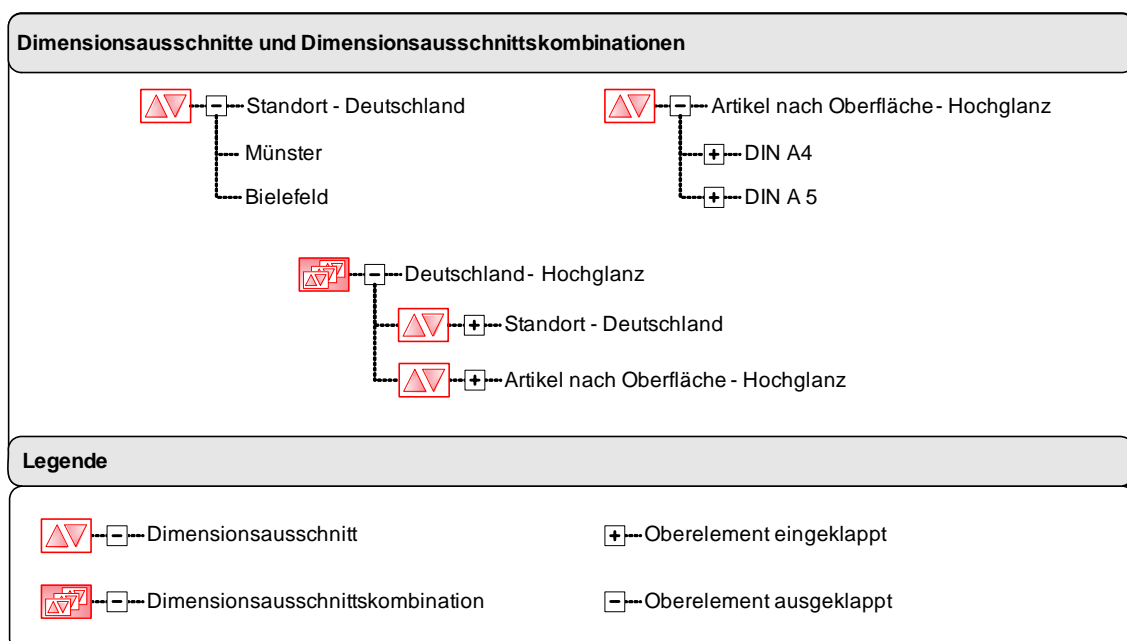 Dimensionsausschnitte und Dimensionsausschnittskombinationen
Standort - Deutschland
Münster
Bielefeld
Artikel nach Oberfläche - Hochglanz
DIN A4
DIN A 5
Deutschland - Hochglanz
Standort - Deutschland
Artikel nach Oberfläche - Hochglanz
Legende
Dimensionsausschnitt
Oberelement eingeklappt
Dimensionsausschnittskombination
Oberelement ausgeklappt